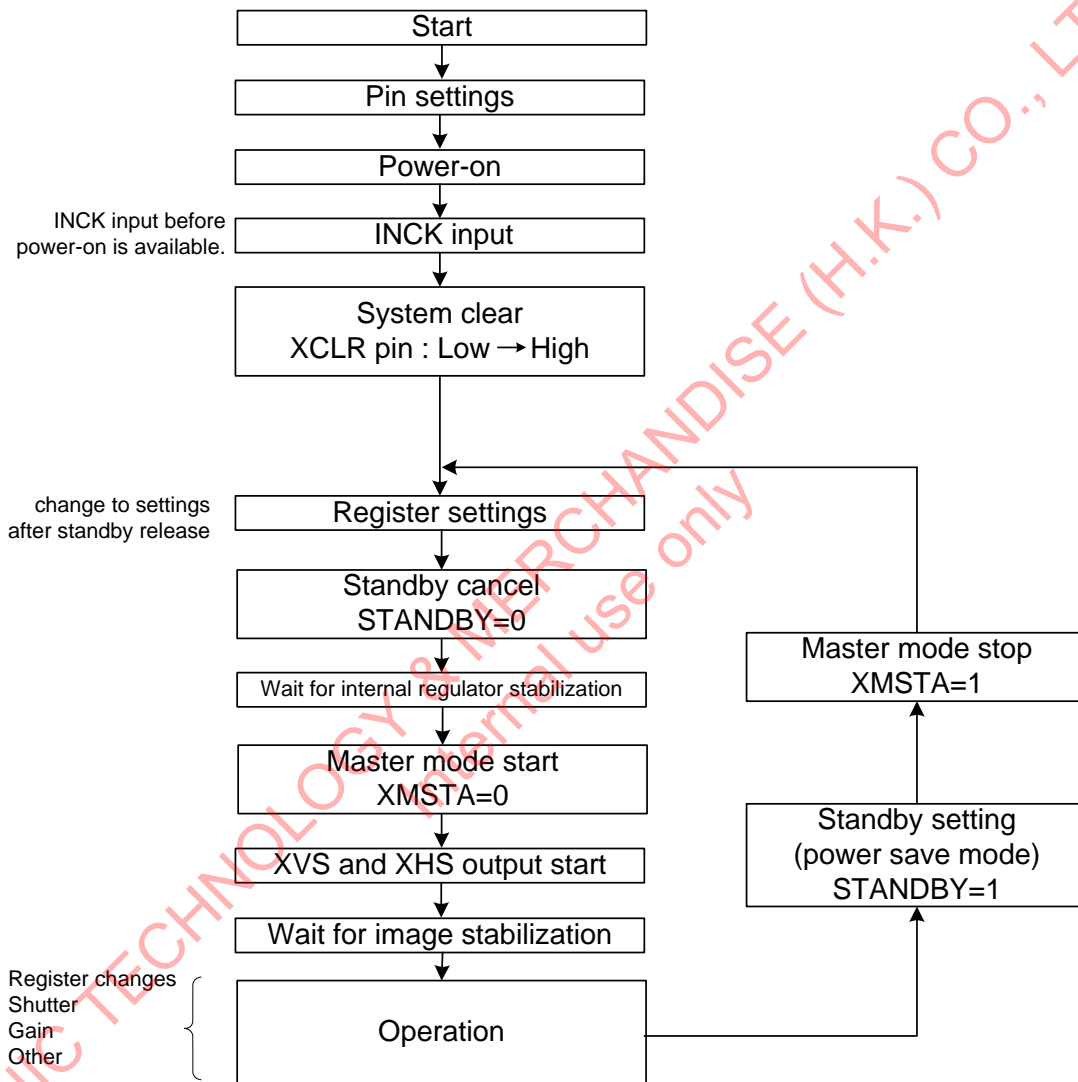 Start
Pin settings
Power-on
INCK input before
power-on is available.
INCK input
System clear
XCLR pin : Low → High
change to settings
after standby release
Register settings
Standby cancel
STANDBY=0
Wait for internal regulator stabilization
Master mode start
XMSTA=0
XVS and XHS output start
Wait for image stabilization
Register changes
Shutter
Gain
Other
Operation
Master mode stop
XMSTA=1
Standby setting
(power save mode)
STANDBY=1
TECHNOLOGY & MERCHANDISE (H.K.) CO.,
Internal use only